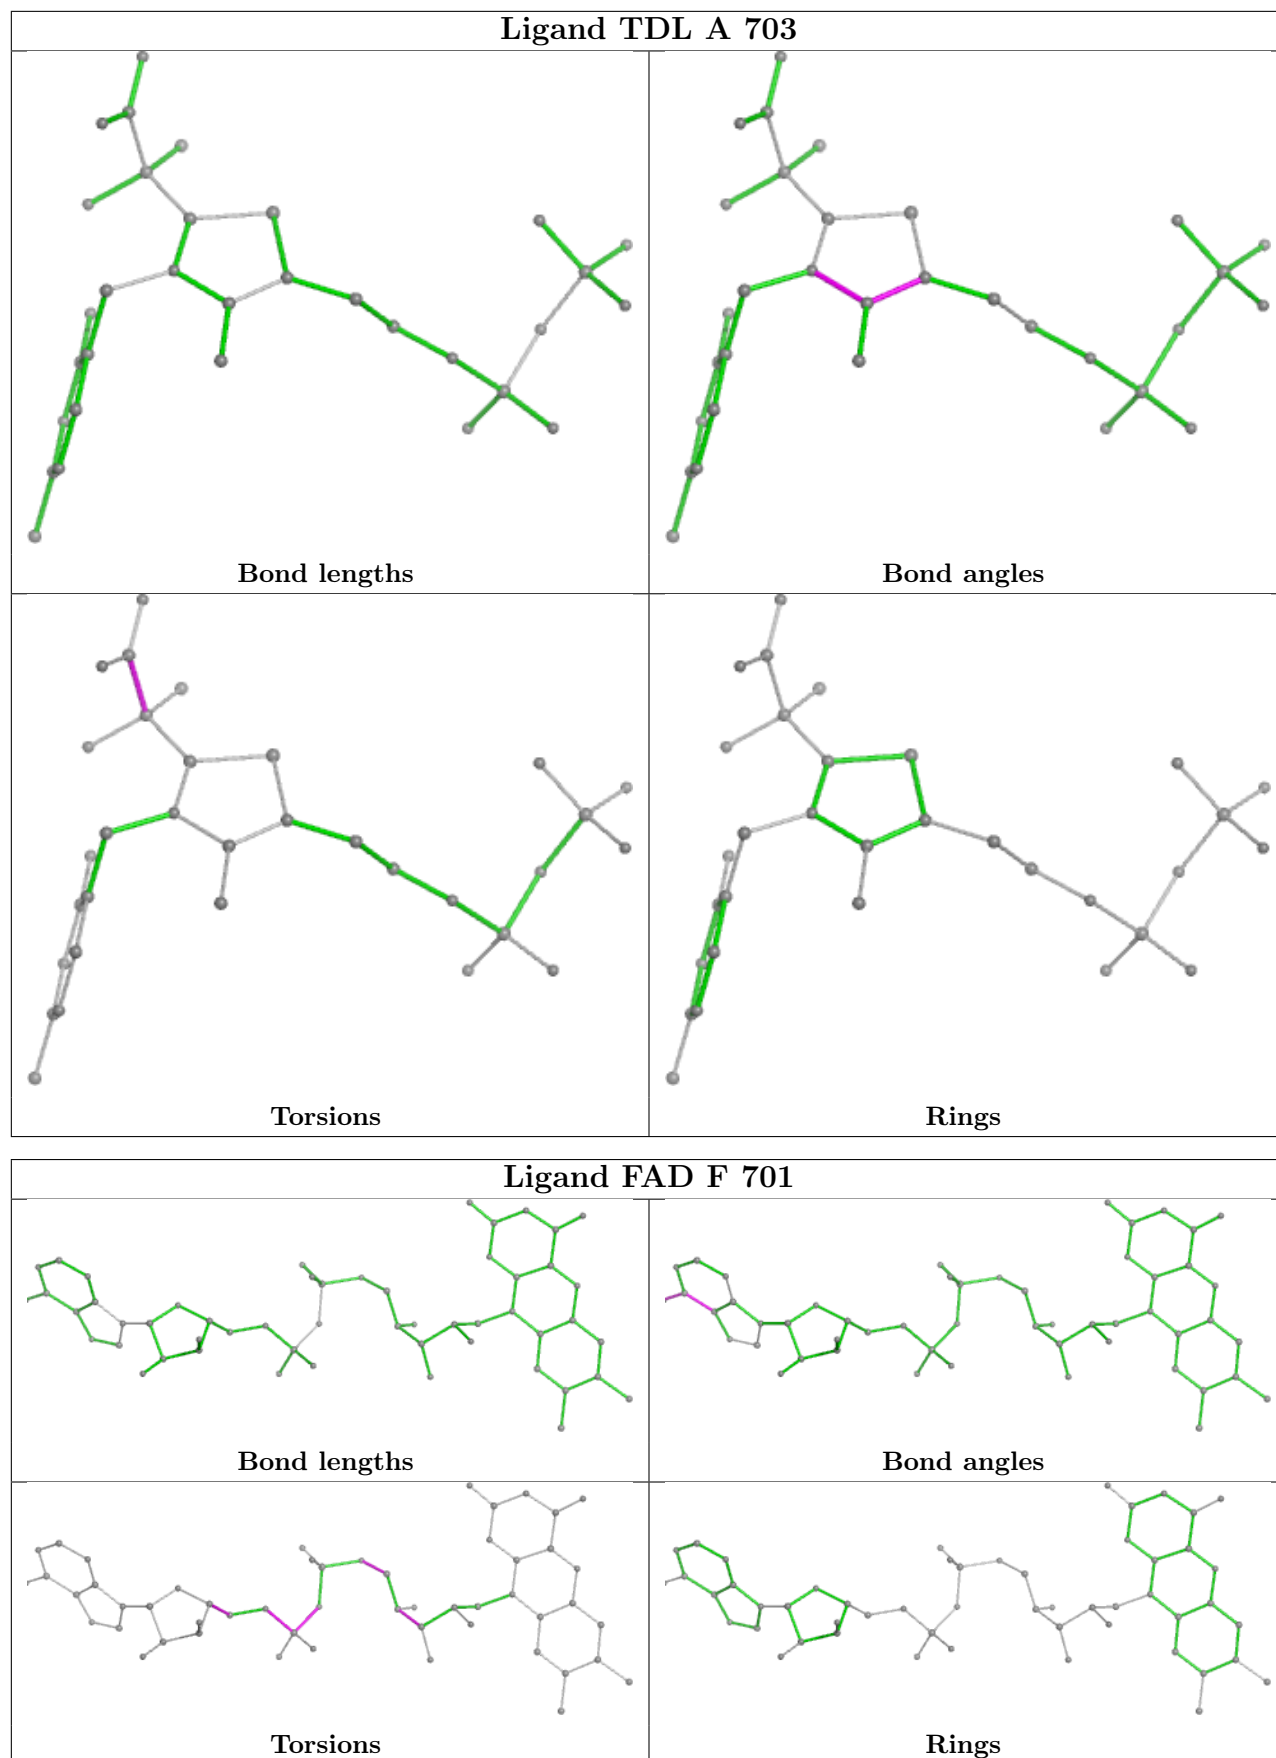 Ligand TDL A 703
Bond lengths
Bond angles
Torsions
Rings
Ligand FAD F 701
Bond lengths
Bond angles
Torsions
Rings